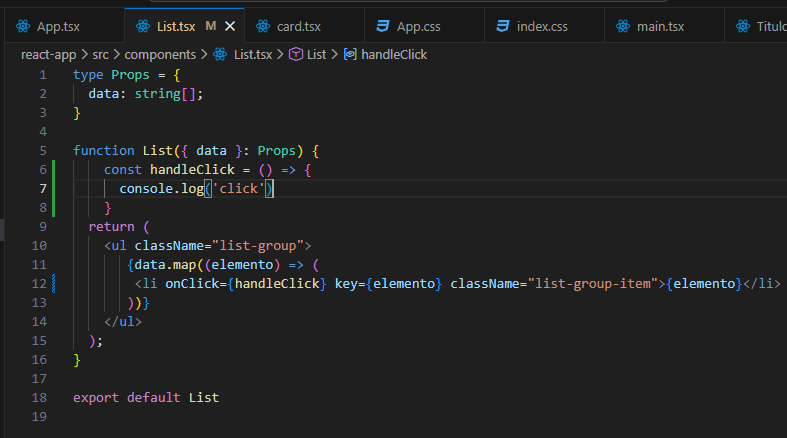 App.tsx List.tsx M card.tsx App.css index.css main.tsx Titulo
react-app > src > components > List.tsx > List > handleClick
1 type Props = {
2 data: string[];
3 }
4
5 function List({ data }: Props) {
6 const handleClick = () => {
7 console.log('click')
8 }
9 return (
10 <ul className="list-group">
11 {data.map((elemento) => (
12 <li onClick={handleClick} key={elemento} className="list-group-item">{elemento}</li>
13 ))}
14 </ul>
15 );
16 }
17
18 export default List
19